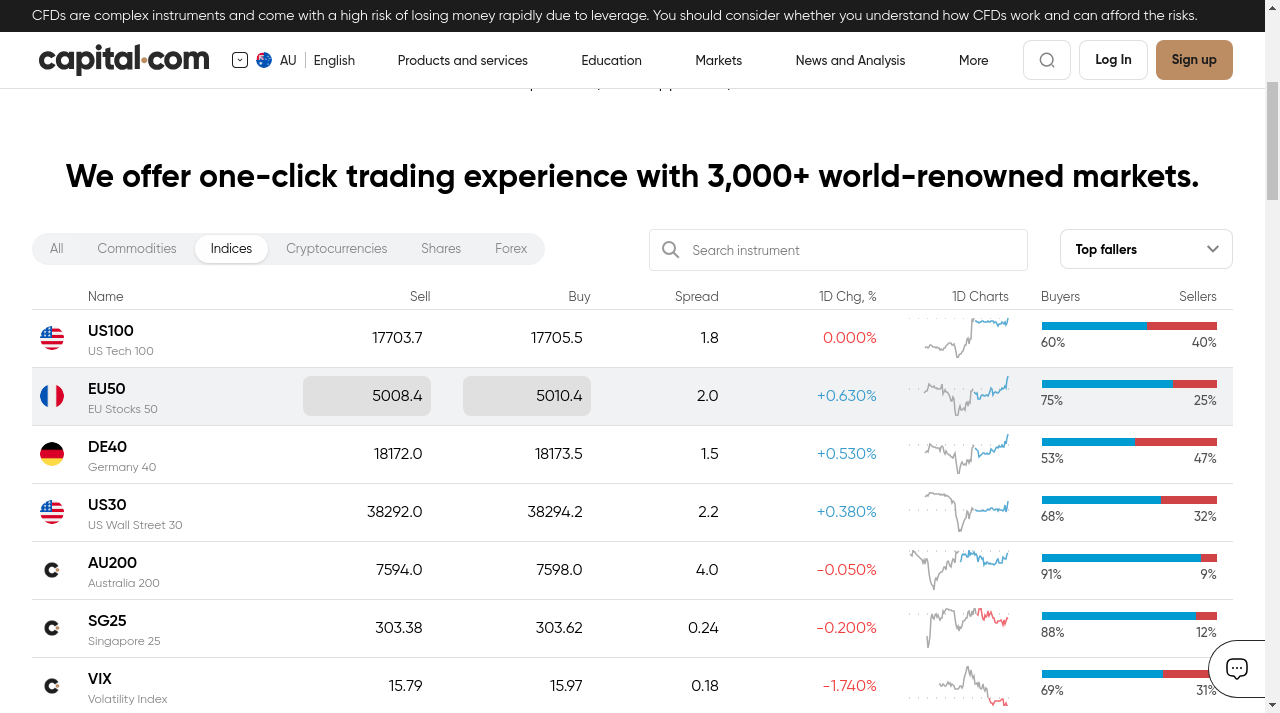 CFDs are complex instruments and come with a high risk of losing money rapidly due to leverage. You should consider whether you understand how CFDs work and can afford the risks.
capital.com AU English Products and services Education Markets News and Analysis More Log In Sign up
We offer one-click trading experience with 3,000+ world-renowned markets.
All Commodities Indices Cryptocurrencies Shares Forex Search instrument Top fallers
Name Sell Buy Spread 1D Chg, % 1D Charts Buyers Sellers
US100 17703.7 17705.5 1.8 0.000% 60% 40%
US Tech 100
EU50 5008.4 5010.4 2.0 +0.630% 75% 25%
EU Stocks 50
DE40 18172.0 18173.5 1.5 +0.530% 53% 47%
Germany 40
US30 38292.0 38294.2 2.2 +0.380% 68% 32%
US Wall Street 30
AU200 7594.0 7598.0 4.0 -0.050% 91% 9%
Australia 200
SG25 303.38 303.62 0.24 -0.200% 88% 12%
Singapore 25
VIX 15.79 15.97 0.18 -1.740% 69% 31%
Volatility Index